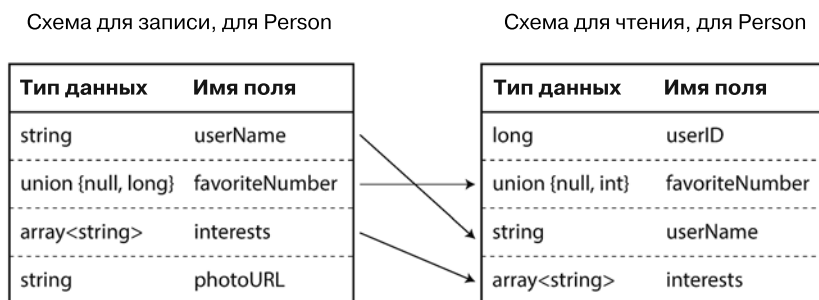 Схема для записи, для Person
Тип данных Имя поля
string userName
union {null, long} favoriteNumber
array<string> interests
string photoURL
Схема для чтения, для Person
Тип данных Имя поля
long userID
union {null, int} favoriteNumber
string userName
array<string> interests